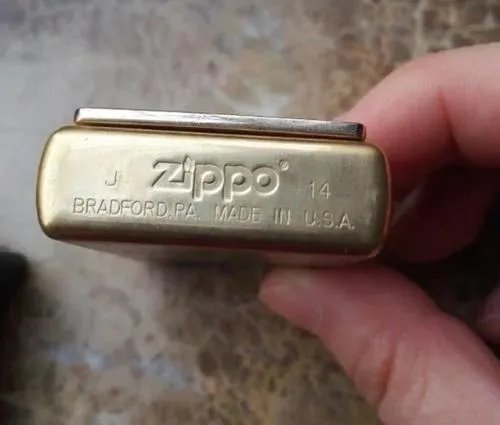 J Zippo® 14
BRADFORD, PA. MADE IN U.S.A.